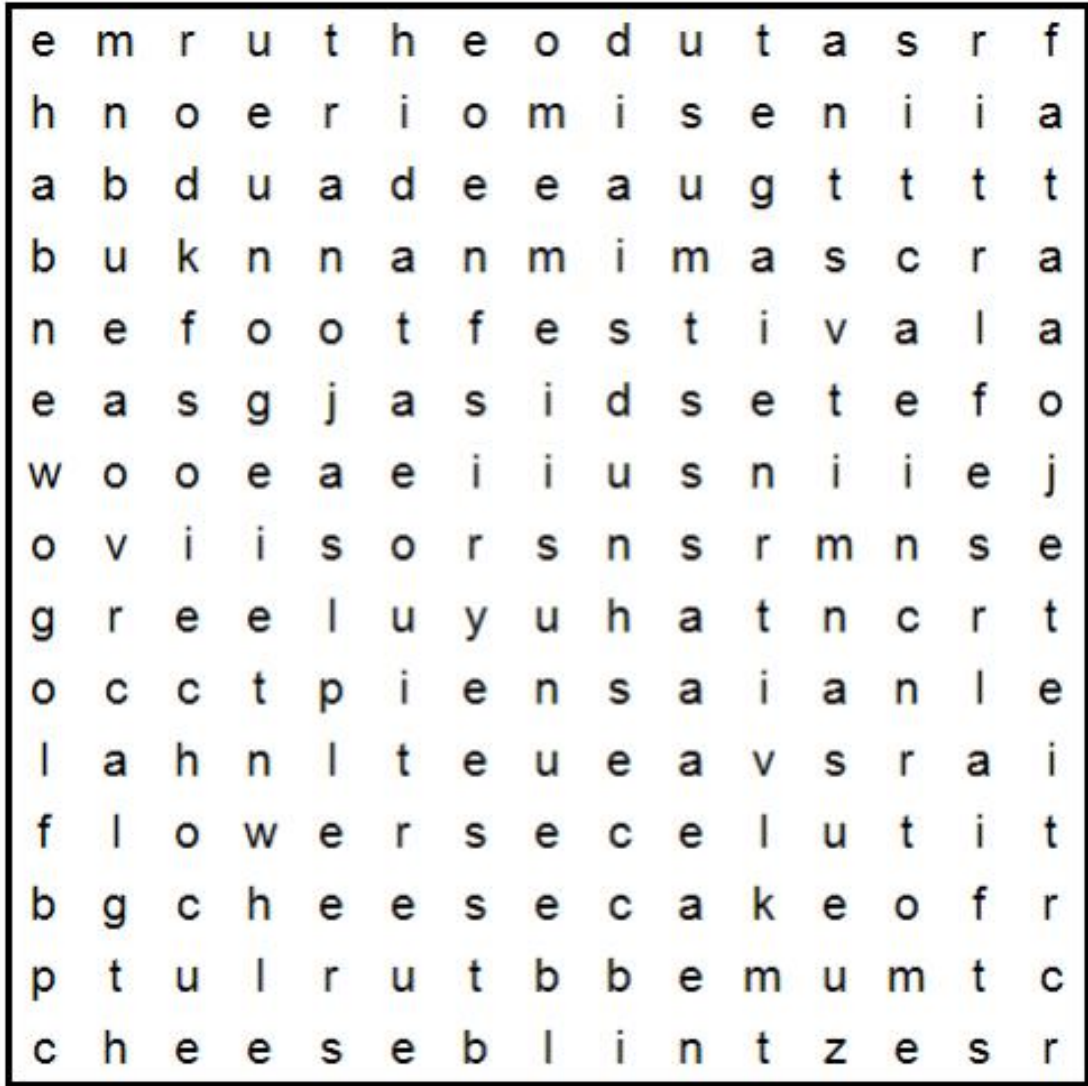 e m r u t h e o d u t a s r f
h n o e r i o m i s e n i i a
a b d u a d e e a u g t t t t
b u k n n a n m i m a s c r a
n e f o o t f e s t i v a l a
e a s g j a s i d s e t e f o
w o o e a e i i u s n i i e j
o v i i s o r s n s r m n s e
g r e e l u y u h a t n c r t
o c c t p i e n s a i a n l e
l a h n l t e u e a v s r a i
f l o w e r s e c e l u t i t
b g c h e e s e c a k e o f r
p t u l r u t b b e m u m t c
c h e e s e b l i n t z e s r